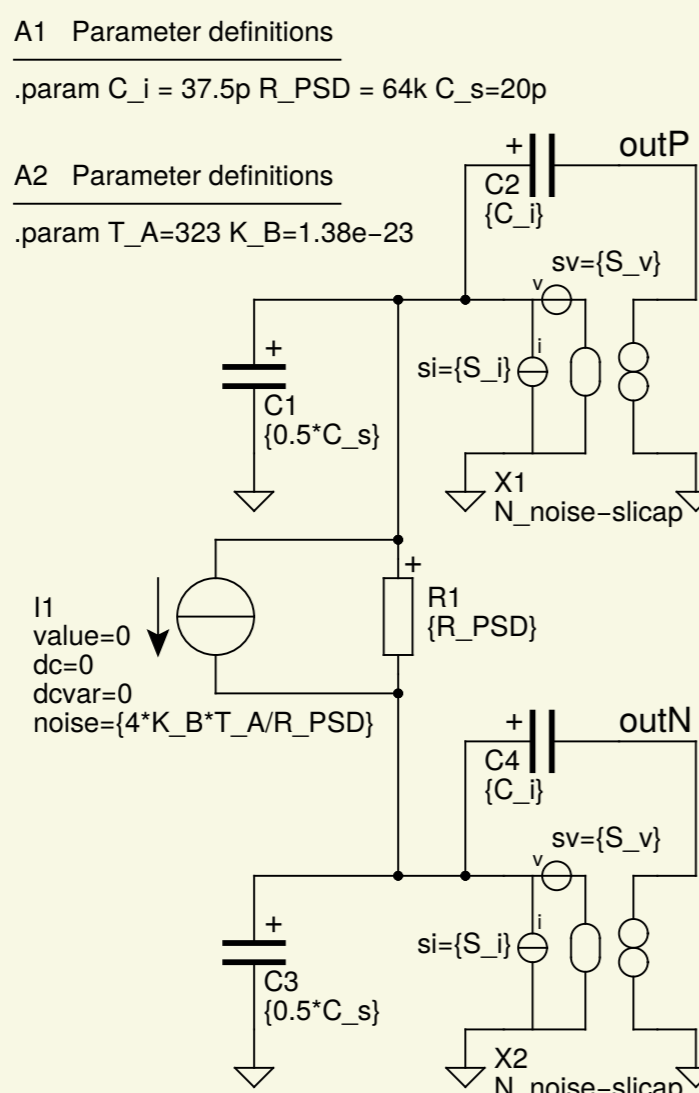 A1 Parameter definitions
.param C_i = 37.5p R_PSD = 64k C_s=20p
A2 Parameter definitions
.param T_A=323 K_B=1.38e−23
+
outP
C2
{C_i}
sv={S_v}
v
+
i
si={S_i}
C1
{0.5*C_s}
X1
N_noise−slicap
+
I1
value=0
dc=0
dcvar=0
noise={4*K_B*T_A/R_PSD}
R1
{R_PSD}
+
outN
C4
{C_i}
sv={S_v}
v
+
i
si={S_i}
C3
{0.5*C_s}
X2
N_noise−slicap